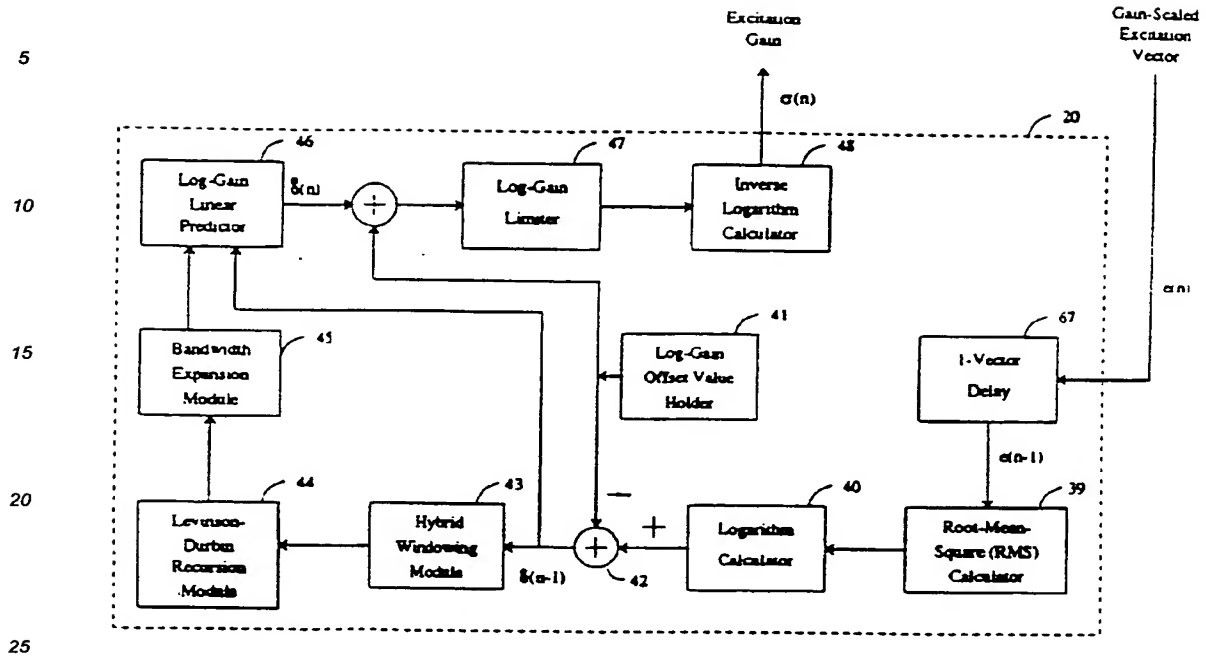 5
Excitation
Gain
Gain-Scaled
Excitation
Vector
σ(n)
20
46
Log-Gain
Linear
Predictor
47
Log-Gain
Limiter
48
Inverse
Logarithm
Calculator
10
+
e(n)
45
Bandwidth
Expansion
Module
41
Log-Gain
Offset Value
Holder
67
1-Vector
Delay
15
e(n-1)
20
44
Levinson-
Durbin
Recursion
Module
43
Hybrid
Windowing
Module
δ(n-1)
+
42
+
−
40
Logarithm
Calculator
39
Root-Mean-
Square (RMS)
Calculator
25